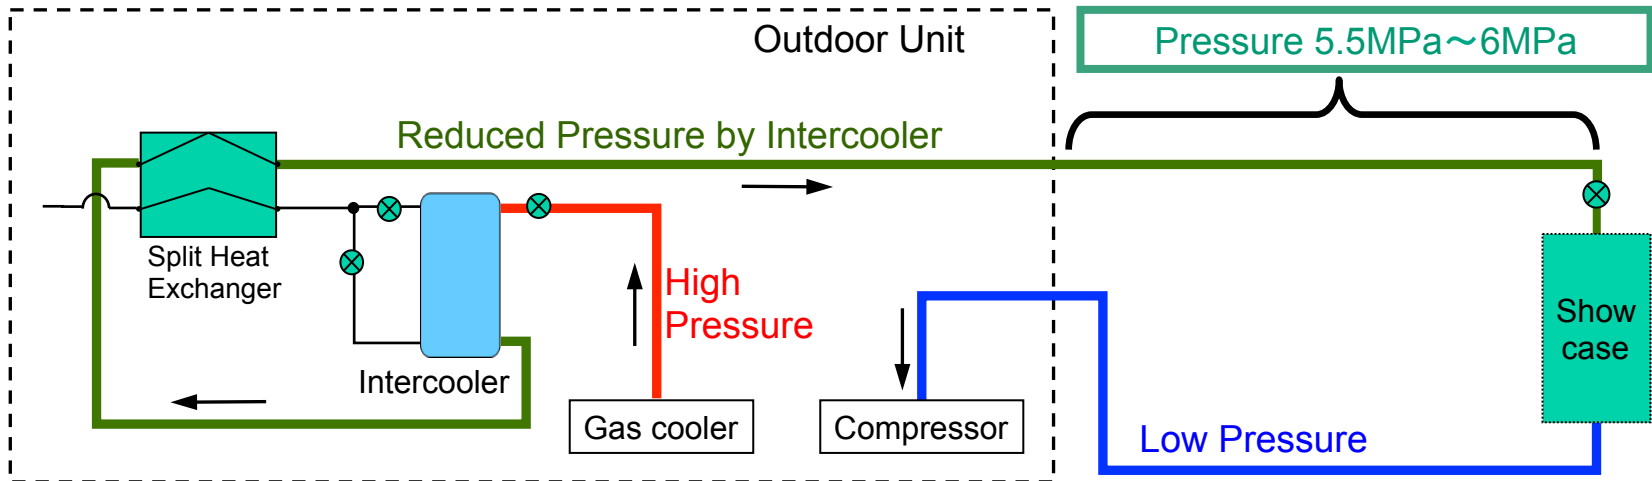 Outdoor Unit
Pressure 5.5MPa～6MPa
Reduced Pressure by Intercooler
Split Heat
Exchanger
High
Pressure
Show
case
Intercooler
Gas cooler
Compressor
Low Pressure